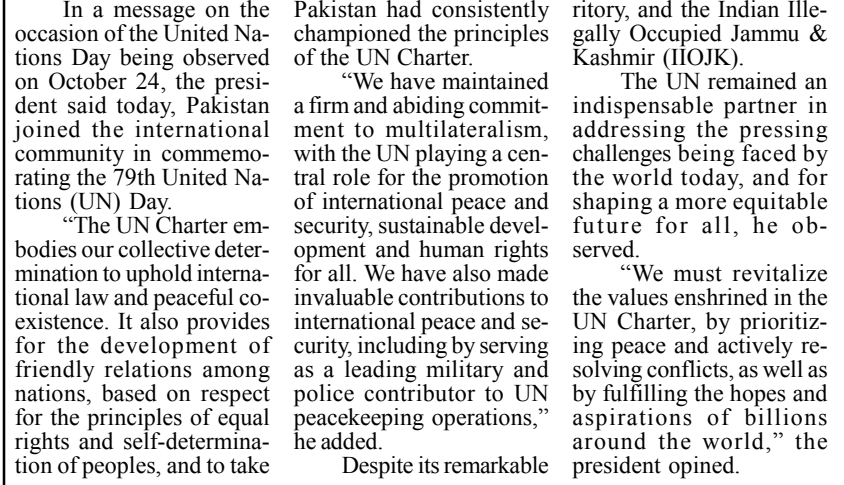 In a message on the
occasion of the United Na-
tions Day being observed
on October 24, the presi-
dent said today, Pakistan
joined the international
community in commemo-
rating the 79th United Na-
tions (UN) Day.
“The UN Charter em-
bodies our collective deter-
mination to uphold interna-
tional law and peaceful co-
existence. It also provides
for the development of
friendly relations among
nations, based on respect
for the principles of equal
rights and self-determina-
tion of peoples, and to take
Pakistan had consistently
championed the principles
of the UN Charter.
“We have maintained
a firm and abiding commit-
ment to multilateralism,
with the UN playing a cen-
tral role for the promotion
of international peace and
security, sustainable devel-
opment and human rights
for all. We have also made
invaluable contributions to
international peace and se-
curity, including by serving
as a leading military and
police contributor to UN
peacekeeping operations,”
he added.
Despite its remarkable
ritory, and the Indian Ille-
gally Occupied Jammu &
Kashmir (IIOJK).
The UN remained an
indispensable partner in
addressing the pressing
challenges being faced by
the world today, and for
shaping a more equitable
future for all, he ob-
served.
“We must revitalize
the values enshrined in the
UN Charter, by prioritiz-
ing peace and actively re-
solving conflicts, as well as
by fulfilling the hopes and
aspirations of billions
around the world,” the
president opined.